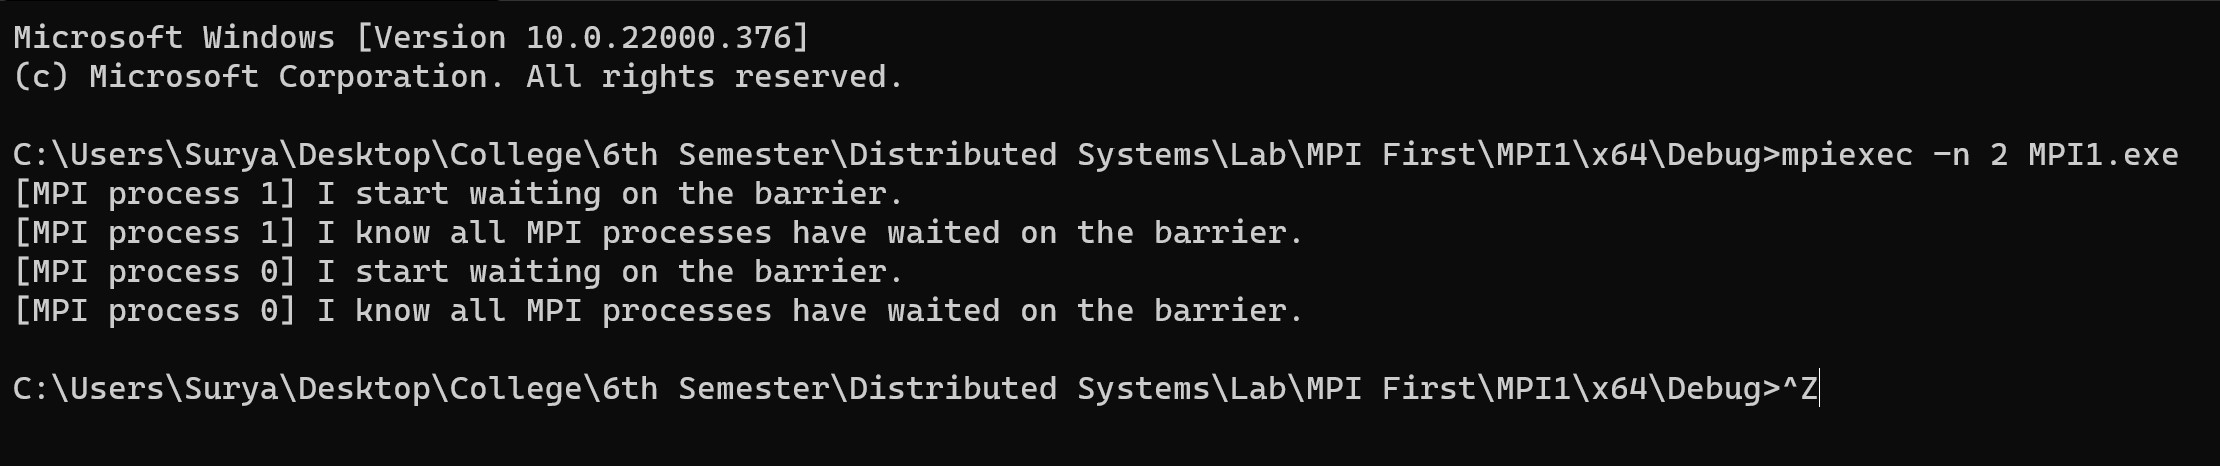 Microsoft Windows [Version 10.0.22000.376]
(c) Microsoft Corporation. All rights reserved.
C:\Users\Surya\Desktop\College\6th Semester\Distributed Systems\Lab\MPI First\MPI1\x64\Debug>mpiexec -n 2 MPI1.exe
[MPI process 1] I start waiting on the barrier.
[MPI process 1] I know all MPI processes have waited on the barrier.
[MPI process 0] I start waiting on the barrier.
[MPI process 0] I know all MPI processes have waited on the barrier.
C:\Users\Surya\Desktop\College\6th Semester\Distributed Systems\Lab\MPI First\MPI1\x64\Debug>^Z